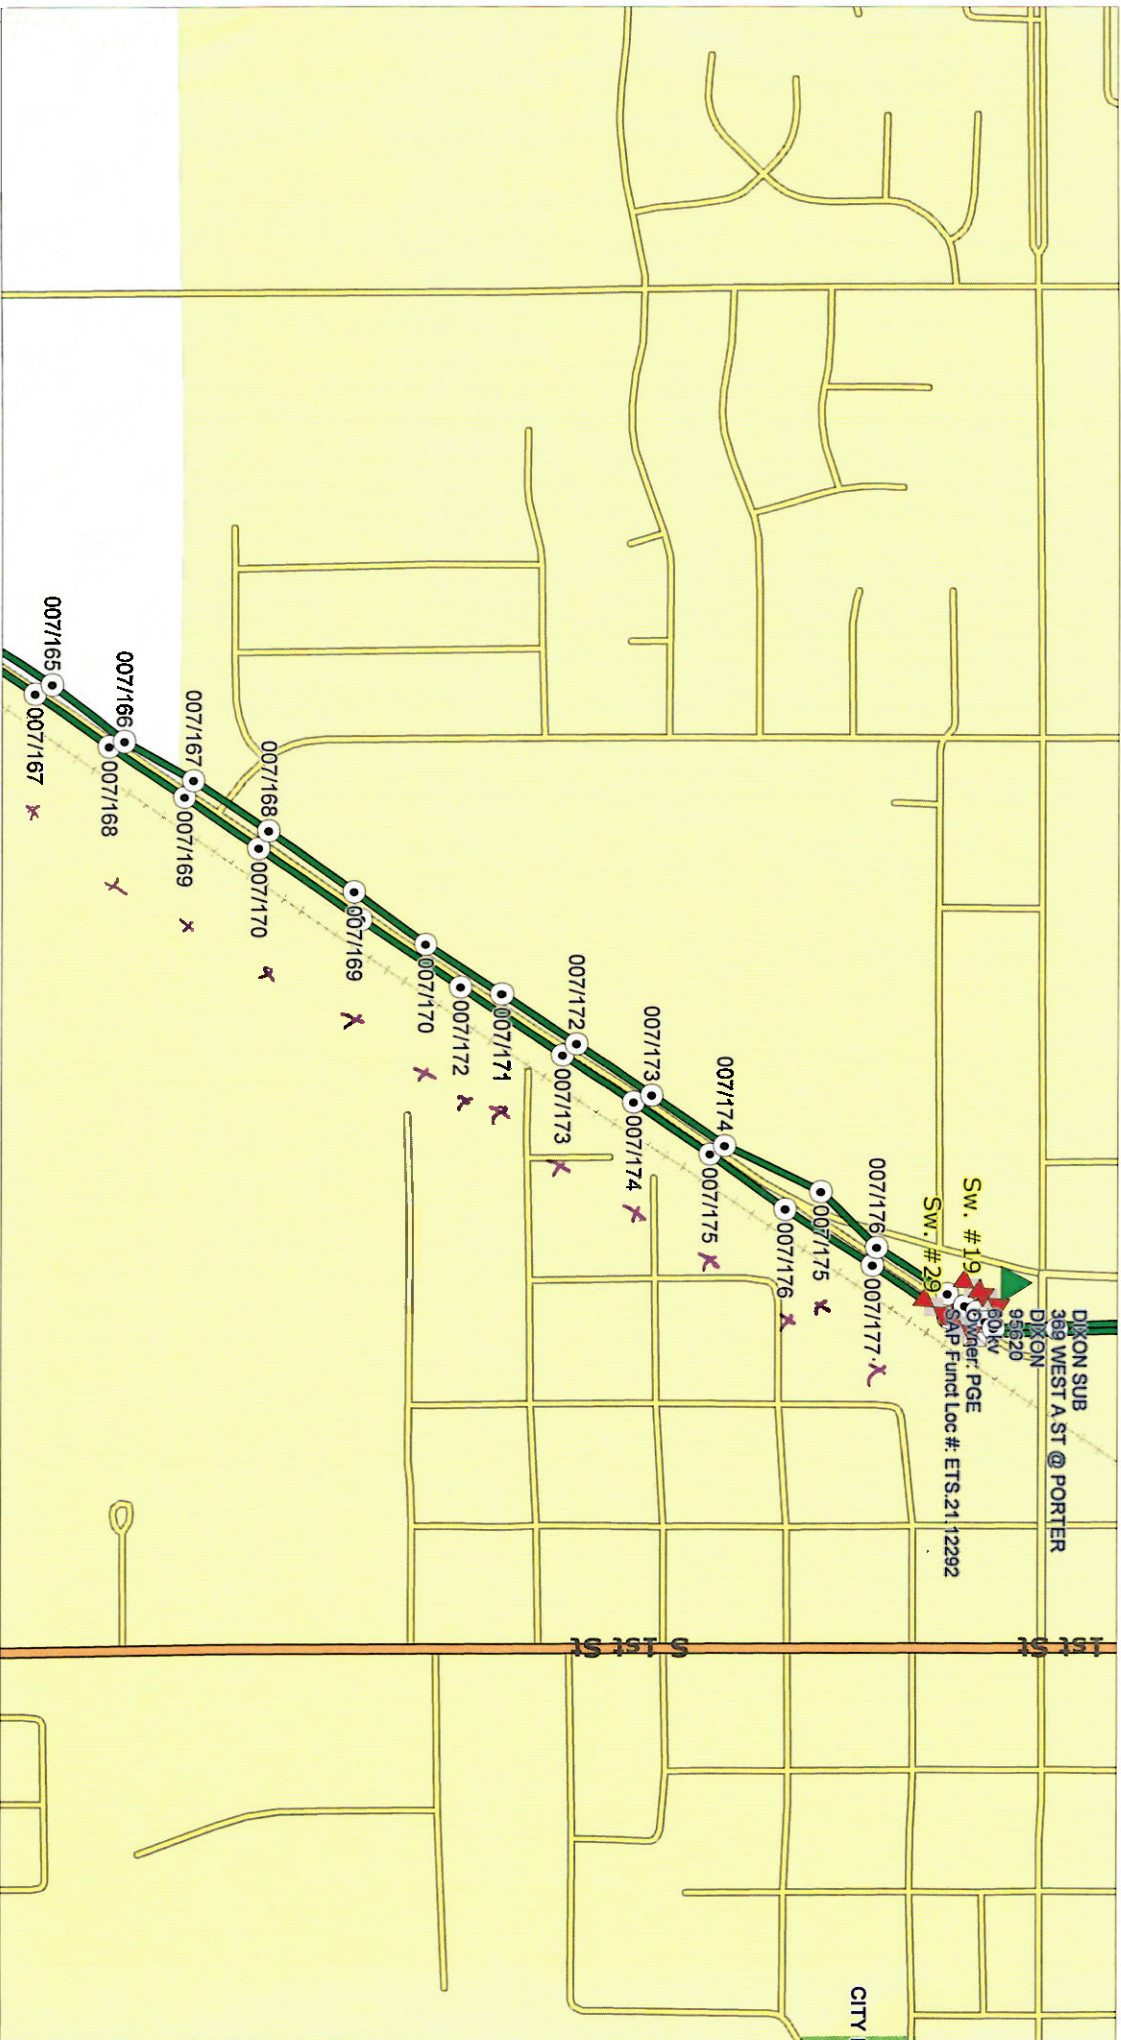 007/165
007/167 x
007/166
007/168 x
007/167
007/169 x
007/168
007/170 x
007/169 x
007/170 x
007/172 x
007/171 x
007/172
007/173 x
007/173
007/174 x
007/174
007/175 x
007/176 x
007/175 x
007/176
007/177 x
Sw. #19
Sw. #29
DIXON SUB
369 WEST A ST @ PORTER
DIXON
95620
60 kv
Owner: PGE
SAP Funct Loc #: ETS.21.12292
S 1ST St
1ST St
CITY